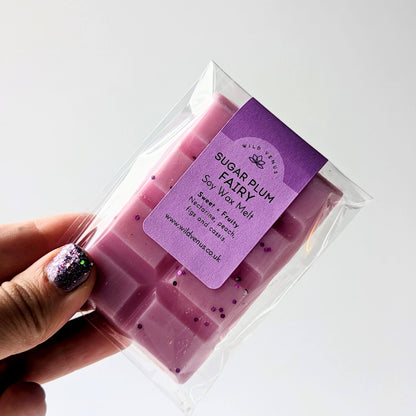 WILD VENUS
SUGAR PLUM
FAIRY
Soy Wax Melt
Sweet + Fruity
Nectarine, peach,
figs and cassis.
www.wildvenus.co.uk